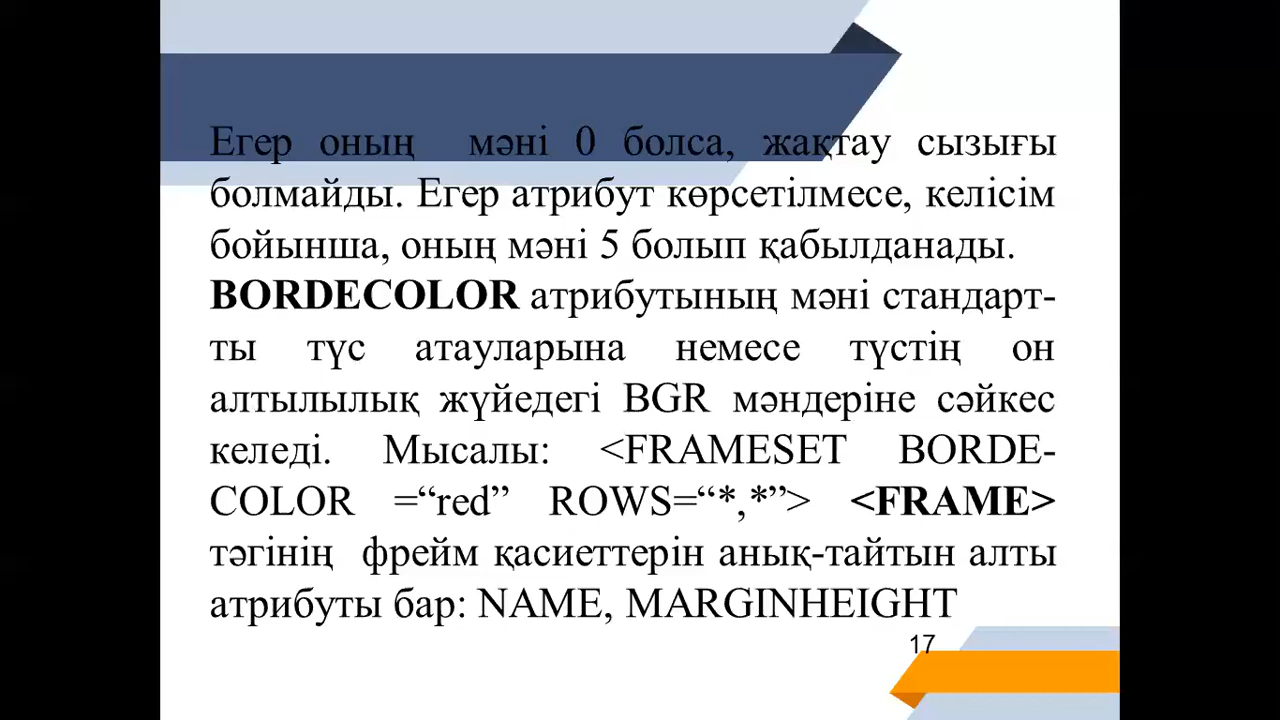 Егер оның мәні 0 болса, жақтау сызығы
болмайды. Егер атрибут көрсетілмесе, келісім
бойынша, оның мәні 5 болып қабылданады.
BORDECOLOR атрибутының мәні стандарт-
ты түс атауларына немесе түстің он
алтылылық жүйедегі BGR мәндеріне сәйкес
келеді. Мысалы: <FRAMESET BORDE-
COLOR =“red” ROWS=“*,*”> <FRAME>
тәгінің фрейм қасиеттерін анық-тайтын алты
атрибуты бар: NAME, MARGINHEIGHT
17